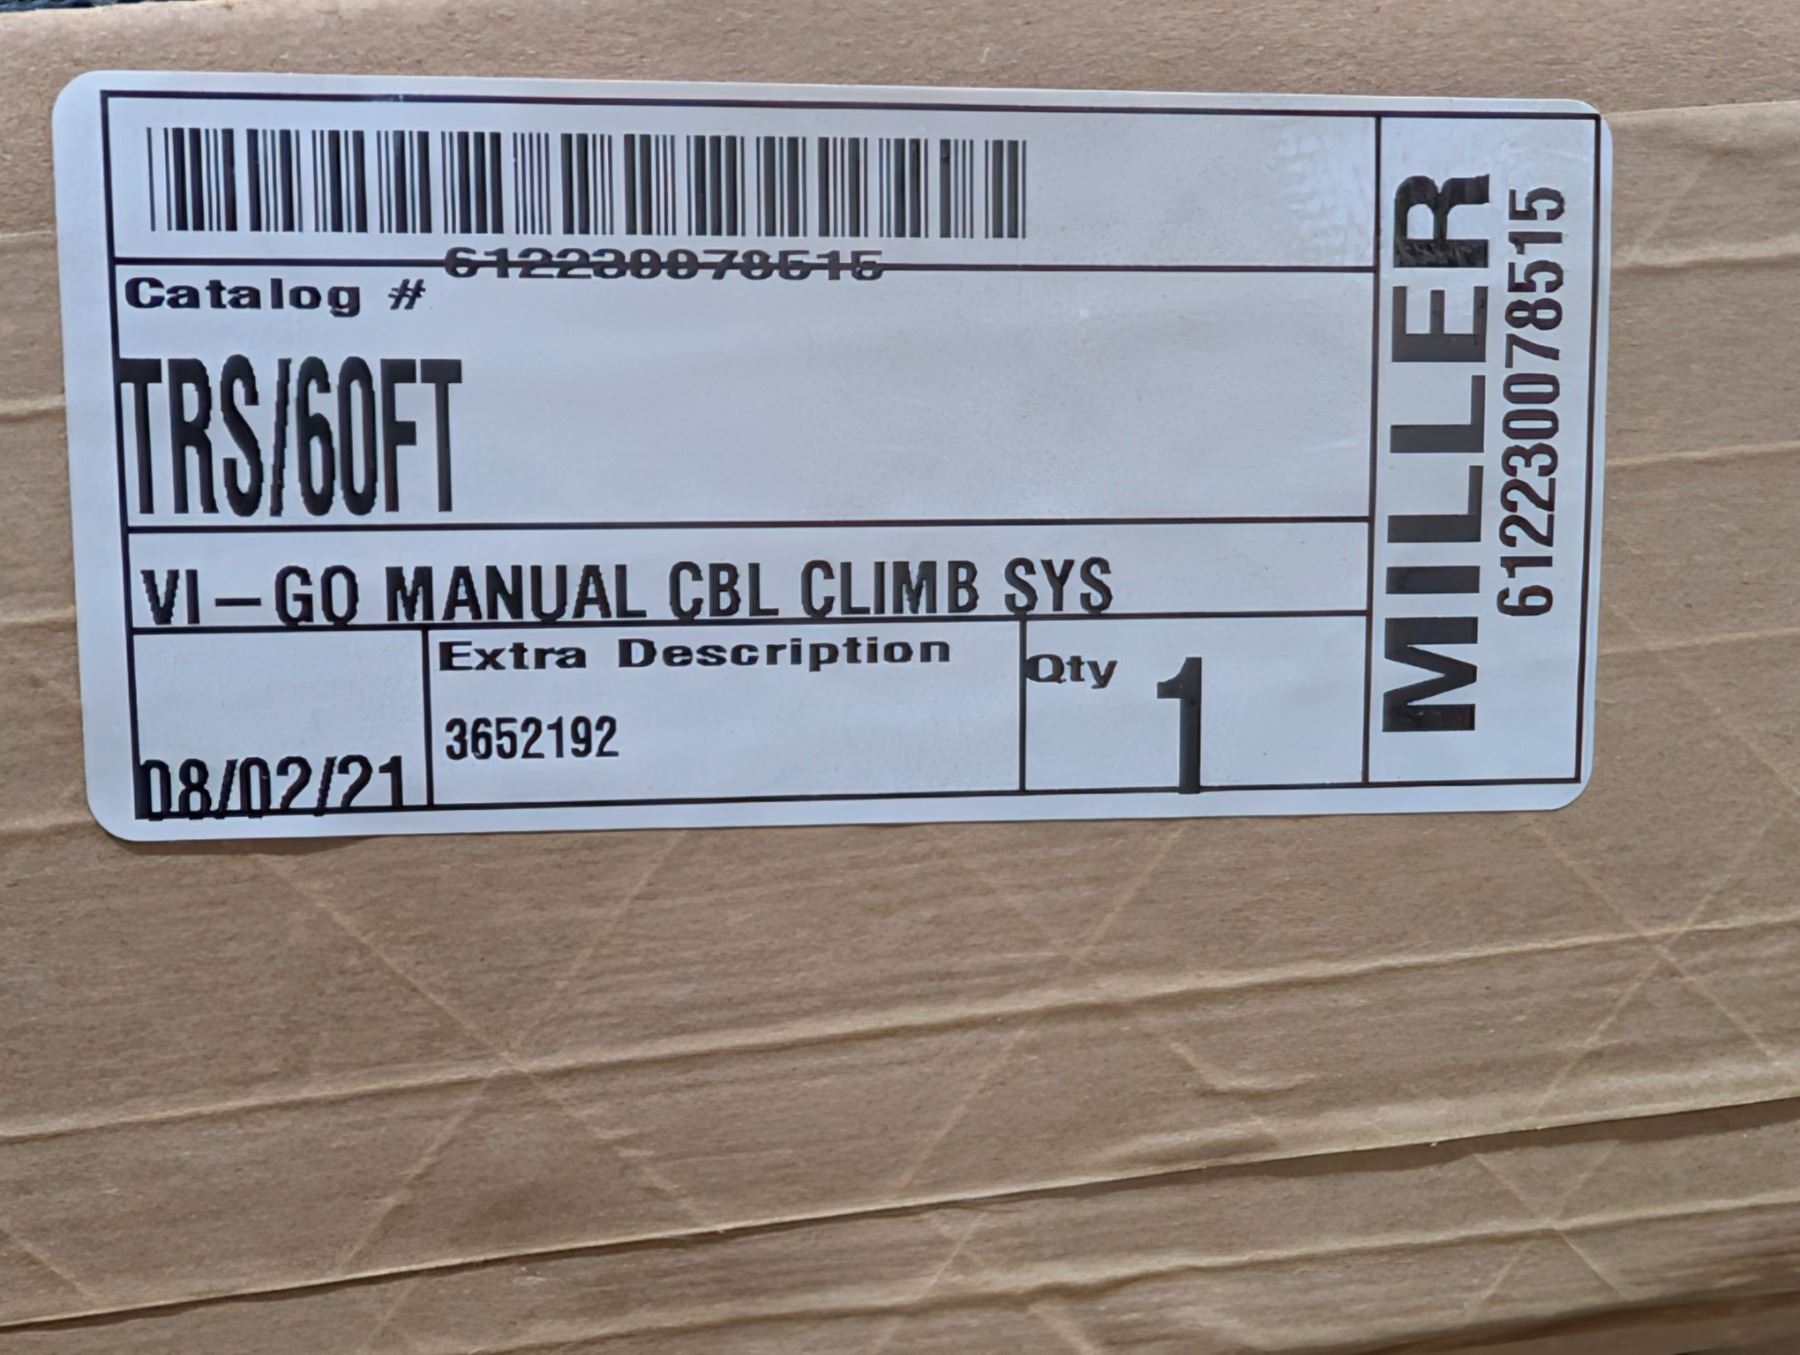 612230078515
Catalog #
TRS/60FT
VI-GO MANUAL CBL CLIMB SYS
08/02/21
Extra Description
3652192
Qty
1
MILLER
612230078515